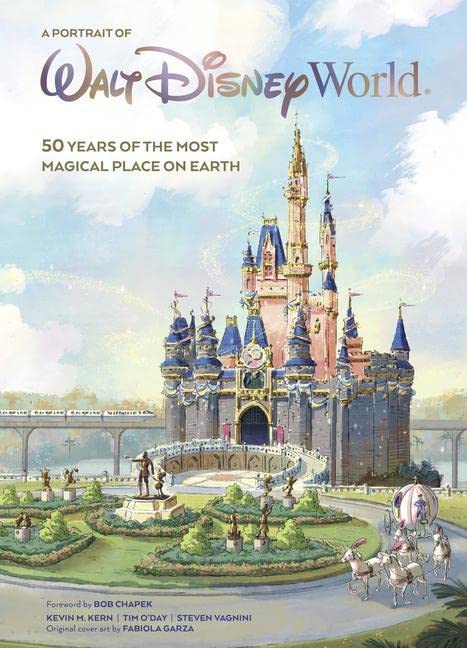 A PORTRAIT OF
WALT DISNEY World®
50 YEARS OF THE MOST
MAGICAL PLACE ON EARTH
Foreword by BOB CHAPEK
KEVIN M. KERN | TIM O'DAY | STEVEN VAGNINI
Original cover art by FABIOLA GARZA